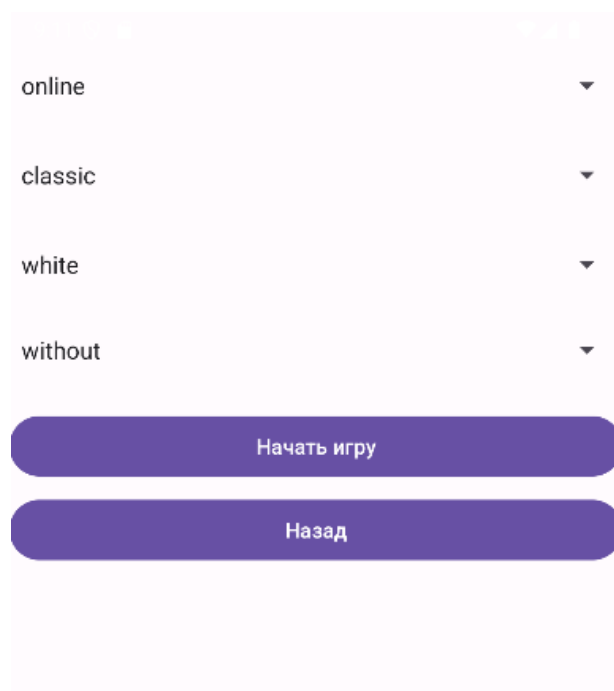 online
classic
white
without
Начать игру
Назад